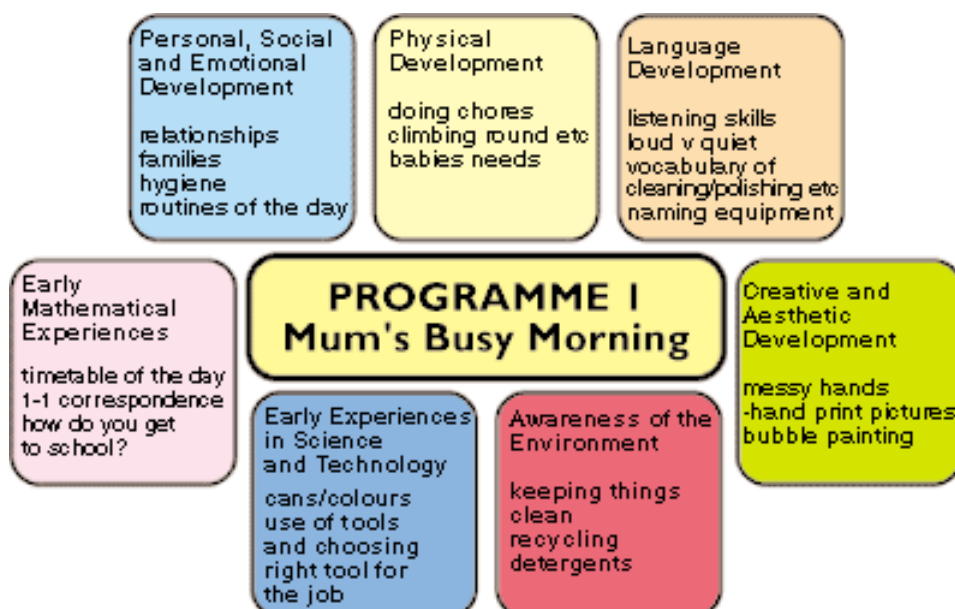 Personal, Social
and Emotional
Development
relationships
families
hygiene
routines of the day
Physical
Development
doing chores
climbing round etc
babies needs
Language
Development
listening skills
loud v quiet
vocabulary of
cleaning/polishing etc
naming equipment
Early
Mathematical
Experiences
timetable of the day
1-1 correspondence
how do you get
to school?
PROGRAMME 1
Mum's Busy Morning
Creative and
Aesthetic
Development
messy hands
-hand print pictures
bubble painting
Early Experiences
in Science
and Technology
cans/colours
use of tools
and choosing
right tool for
the job
Awareness of the
Environment
keeping things
clean
recycling
detergents